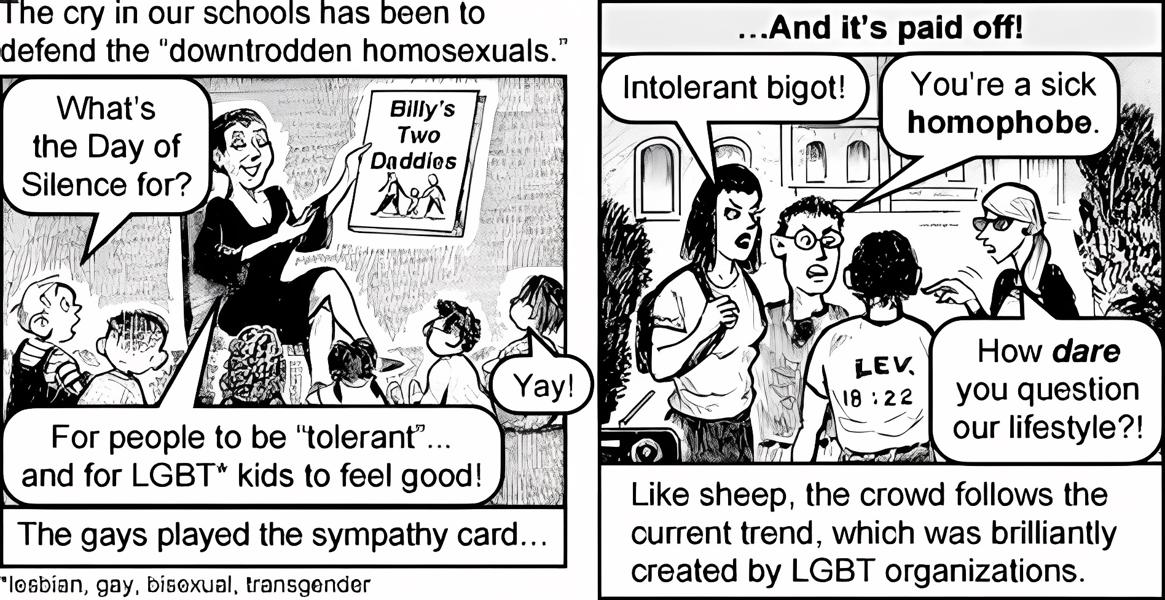 The cry in our schools has been to
defend the "downtrodden homosexuals."
What's
the Day of
Silence for?
Billy's
Two
Daddies
Yay!
For people to be "tolerant"...
and for LGBT* kids to feel good!
The gays played the sympathy card...
*losbian, gay, bisoxual, transgender
...And it's paid off!
Intolerant bigot!
You're a sick
homophobe.
LEV.
18:22
How dare
you question
our lifestyle?!
Like sheep, the crowd follows the
current trend, which was brilliantly
created by LGBT organizations.